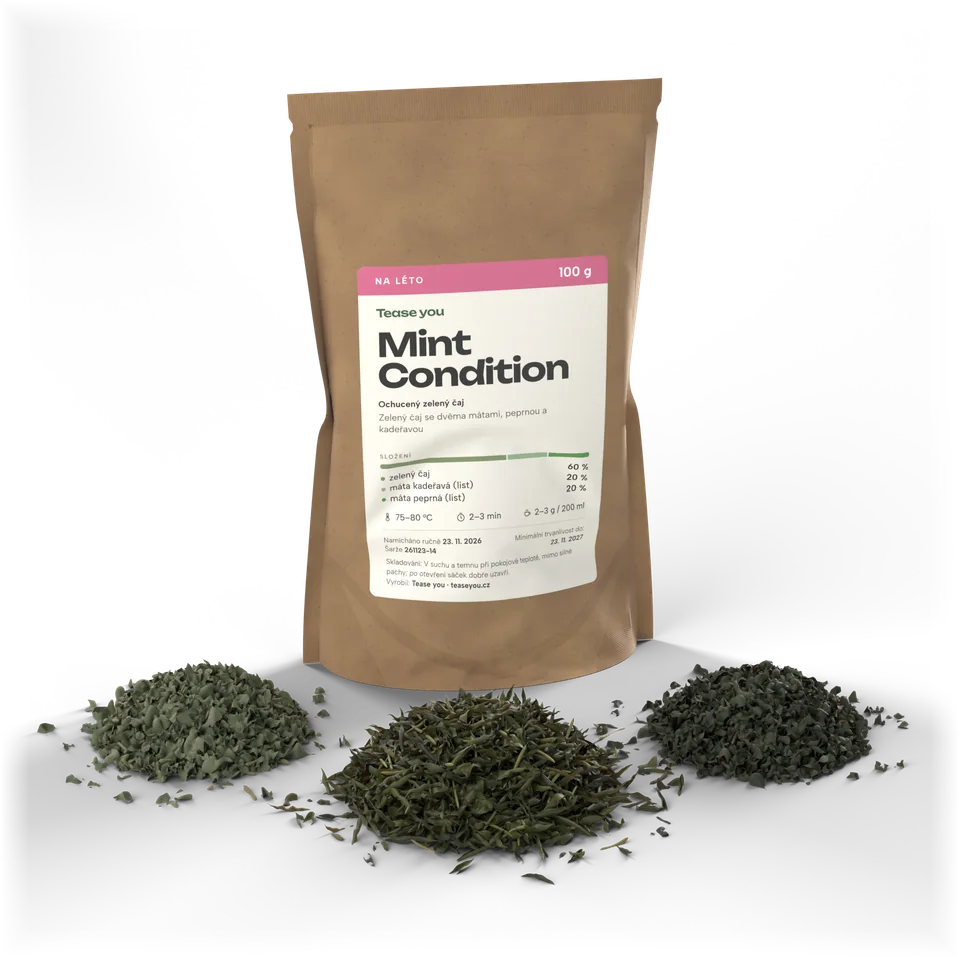 NA LÉTO 100 g
Tease you
Mint
Condition
Ochucený zelený čaj
Zelený čaj se dvěma mátami, peprnou a
kadeřavou
SLOŽENÍ
zelený čaj 60 %
máta kadeřavá (list) 20 %
máta peprná (list) 20 %
75–80 °C 2–3 min 2–3 g / 200 ml
Namícháno ručně 23. 11. 2026 Minimální trvanlivost do:
Šarže 261123-14 23. 11. 2027
Skladování: V suchu a temnu při pokojové teplotě, mimo silné
pachy, po otevření sáček dobře uzavři.
Vyrobil: Tease you · teaseyou.cz